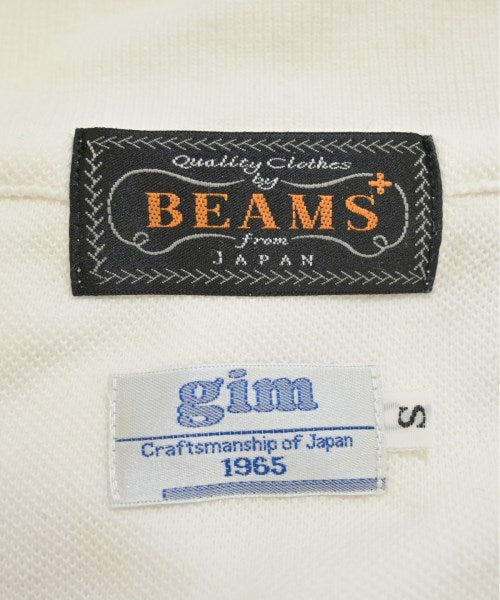 Quality Clothes
by
BEAMS+
from
JAPAN
gim
Craftsmanship of Japan
1965
S